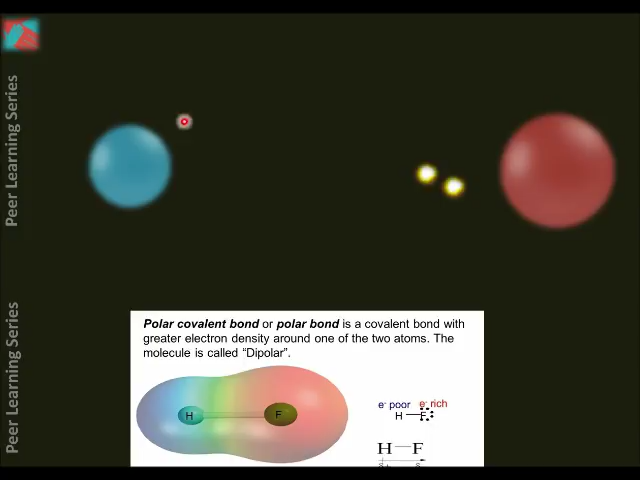 Peer Learning Series
Peer Learning Series
Polar covalent bond or polar bond is a covalent bond with
greater electron density around one of the two atoms. The
molecule is called “Dipolar”.
H F
e- poor e- rich
H F
H F